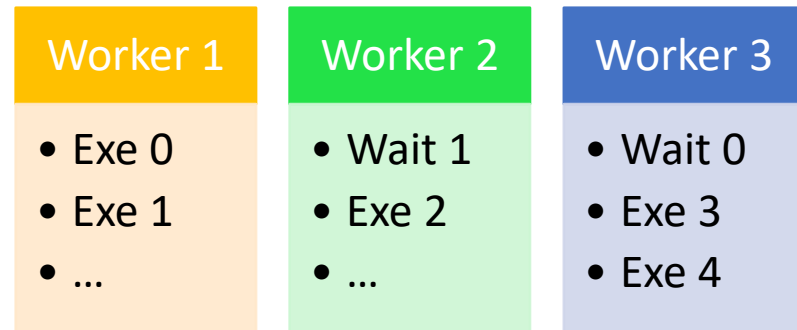 Worker 1
• Exe 0
• Exe 1
• ...
Worker 2
• Wait 1
• Exe 2
• ...
Worker 3
• Wait 0
• Exe 3
• Exe 4